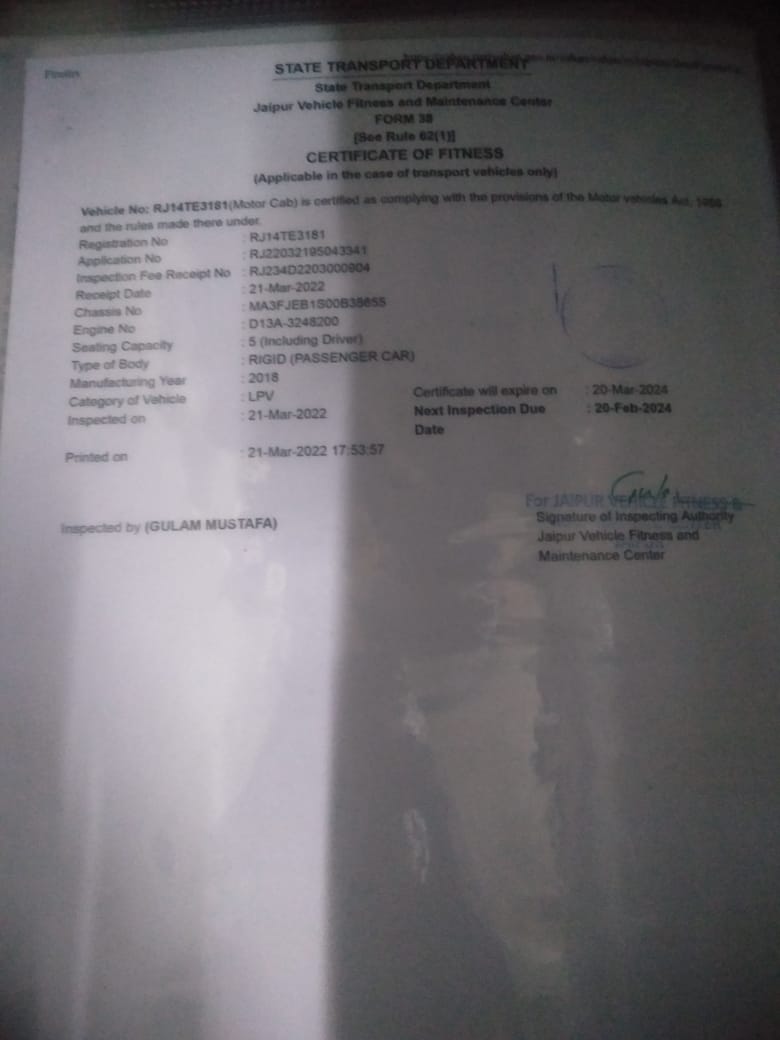 STATE TRANSPORT DEPARTMENT
State Transport Department
Jaipur Vehicle Fitness and Maintenance Center
FORM 38
[See Rule 62(1)]
CERTIFICATE OF FITNESS
(Applicable in the case of transport vehicles only)
Vehicle No: RJ14TE3181(Motor Cab) is certified as complying with the provisions of the Motor vehicles Act, 1988
and the rules made there under.
Registration No : RJ14TE3181
Application No : RJ22032195043341
Inspection Fee Receipt No : RJ234D2203000904
Receipt Date : 21-Mar-2022
Chassis No : MA3FJEB1S00B38655
Engine No : D13A-3248200
Seating Capacity : 5 (Including Driver)
Type of Body : RIGID (PASSENGER CAR)
Manufacturing Year : 2018
Category of Vehicle : LPV Certificate will expire on : 20-Mar-2024
Inspected on : 21-Mar-2022 Next Inspection Due : 20-Feb-2024
Date
Printed on : 21-Mar-2022 17:53:57
For JAIPUR VEHICLE FITNESS &
Inspected by (GULAM MUSTAFA) Signature of Inspecting Authority
Jaipur Vehicle Fitness and
Maintenance Center